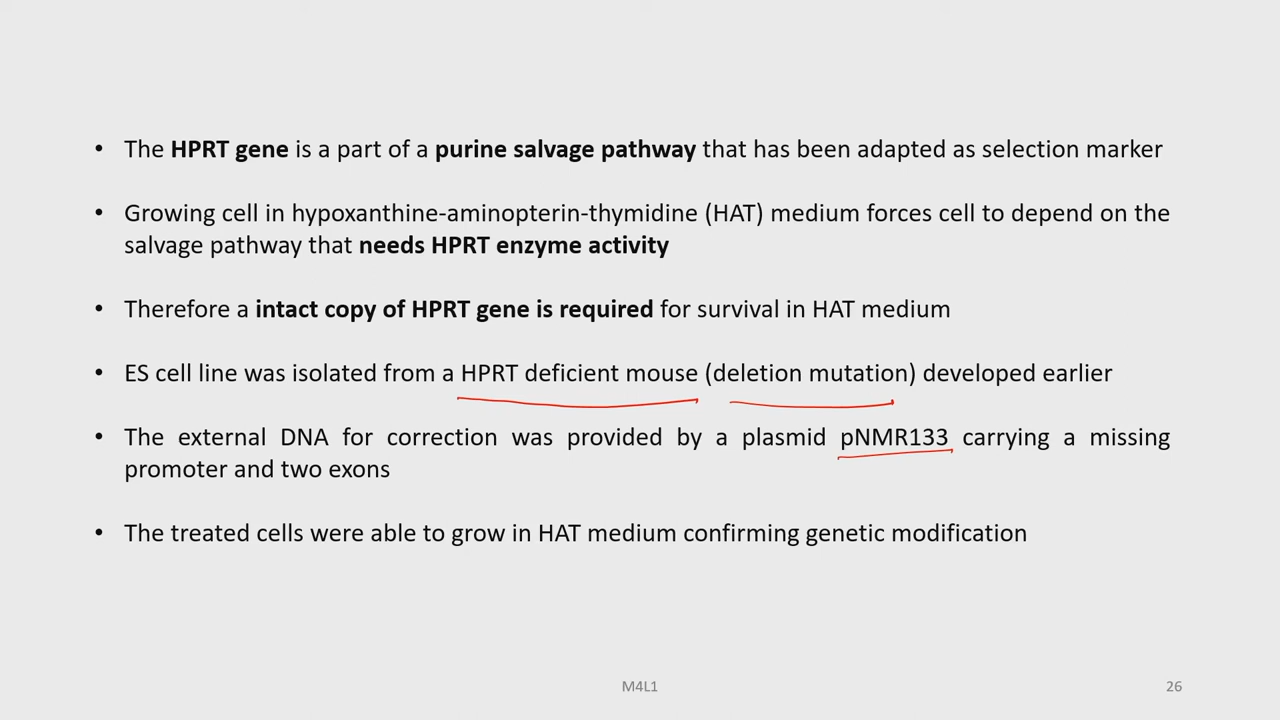 • The HPRT gene is a part of a purine salvage pathway that has been adapted as selection marker
• Growing cell in hypoxanthine-aminopterin-thymidine (HAT) medium forces cell to depend on the
salvage pathway that needs HPRT enzyme activity
• Therefore a intact copy of HPRT gene is required for survival in HAT medium
• ES cell line was isolated from a HPRT deficient mouse (deletion mutation) developed earlier
• The external DNA for correction was provided by a plasmid pNMR133 carrying a missing
promoter and two exons
• The treated cells were able to grow in HAT medium confirming genetic modification
M4L1
26